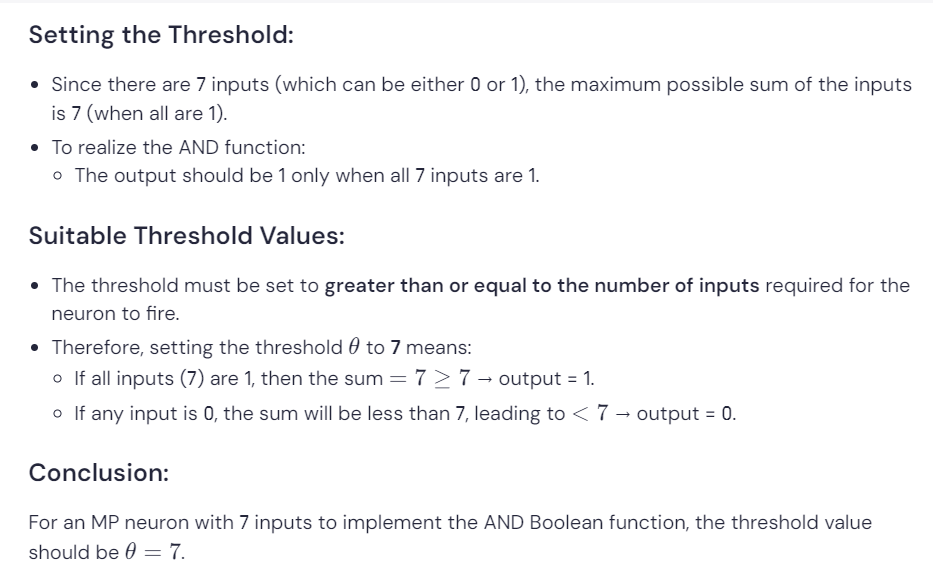 Setting the Threshold:
• Since there are 7 inputs (which can be either 0 or 1), the maximum possible sum of the inputs
is 7 (when all are 1).
• To realize the AND function:
○ The output should be 1 only when all 7 inputs are 1.
Suitable Threshold Values:
• The threshold must be set to greater than or equal to the number of inputs required for the
neuron to fire.
• Therefore, setting the threshold θ to 7 means:
○ If all inputs (7) are 1, then the sum = 7 ≥ 7 → output = 1.
○ If any input is 0, the sum will be less than 7, leading to < 7 → output = 0.
Conclusion:
For an MP neuron with 7 inputs to implement the AND Boolean function, the threshold value
should be θ = 7.